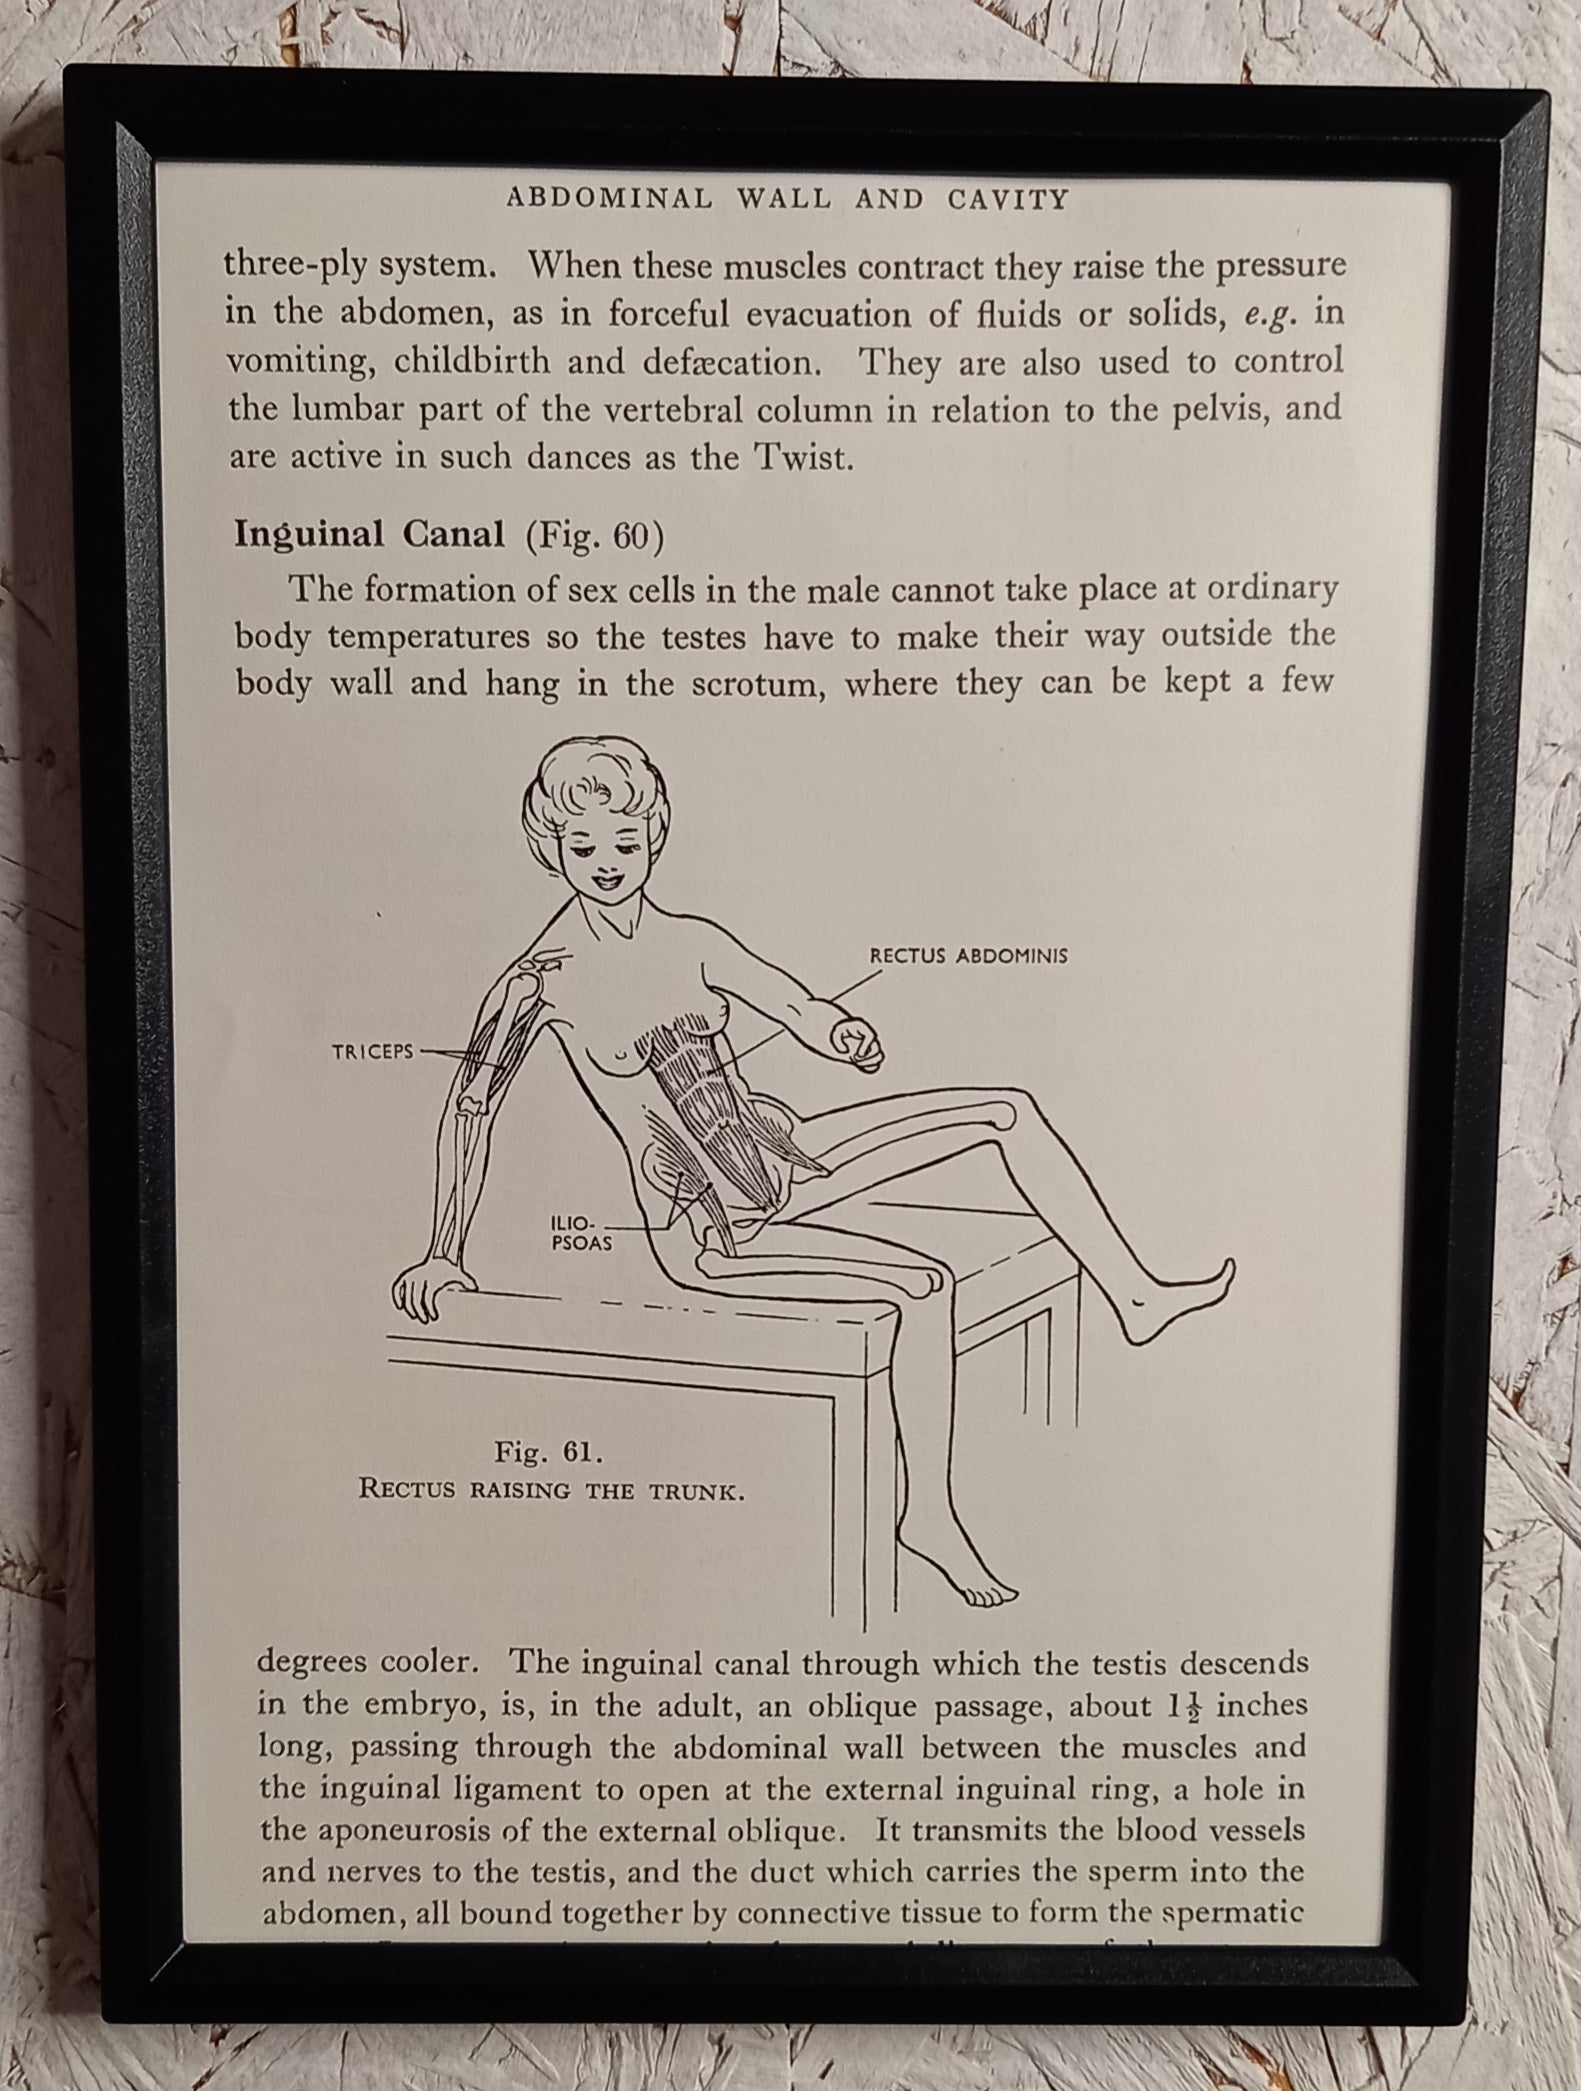 ABDOMINAL WALL AND CAVITY
three-ply system. When these muscles contract they raise the pressure
in the abdomen, as in forceful evacuation of fluids or solids, e.g. in
vomiting, childbirth and defæcation. They are also used to control
the lumbar part of the vertebral column in relation to the pelvis, and
are active in such dances as the Twist.
Inguinal Canal (Fig. 60)
The formation of sex cells in the male cannot take place at ordinary
body temperatures so the testes have to make their way outside the
body wall and hang in the scrotum, where they can be kept a few
RECTUS ABDOMINIS
TRICEPS
ILIO-
PSOAS
Fig. 61.
RECTUS RAISING THE TRUNK.
degrees cooler. The inguinal canal through which the testis descends
in the embryo, is, in the adult, an oblique passage, about 1½ inches
long, passing through the abdominal wall between the muscles and
the inguinal ligament to open at the external inguinal ring, a hole in
the aponeurosis of the external oblique. It transmits the blood vessels
and nerves to the testis, and the duct which carries the sperm into the
abdomen, all bound together by connective tissue to form the spermatic